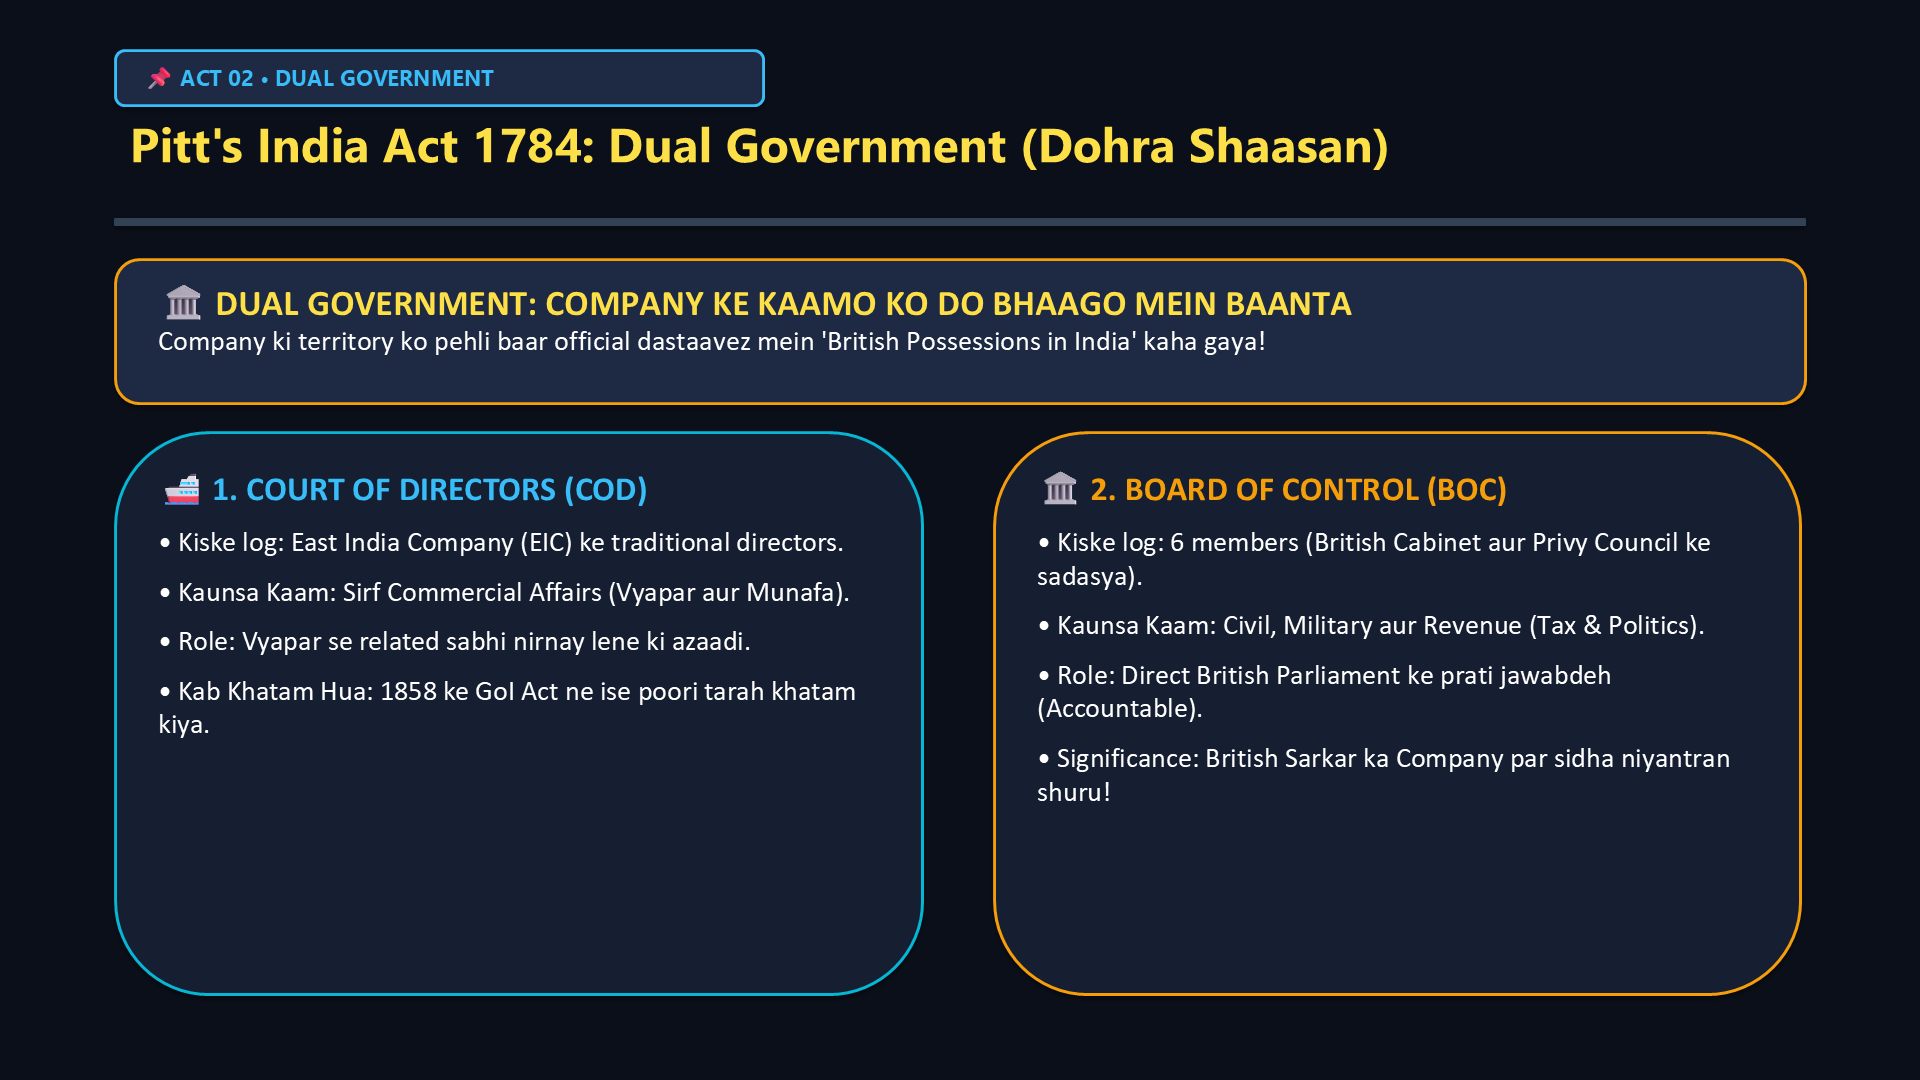 📌 ACT 02 • DUAL GOVERNMENT
Pitt's India Act 1784: Dual Government (Dohra Shaasan)
🏛️ DUAL GOVERNMENT: COMPANY KE KAAMO KO DO BHAAGO MEIN BAANTA
Company ki territory ko pehli baar official dastaavez mein 'British Possessions in India' kaha gaya!
🚢 1. COURT OF DIRECTORS (COD)
• Kiske log: East India Company (EIC) ke traditional directors.
• Kaunsa Kaam: Sirf Commercial Affairs (Vyapar aur Munafa).
• Role: Vyapar se related sabhi nirnay lene ki azaadi.
• Kab Khatam Hua: 1858 ke GoI Act ne ise poori tarah khatam
kiya.
🏛️ 2. BOARD OF CONTROL (BOC)
• Kiske log: 6 members (British Cabinet aur Privy Council ke
sadasya).
• Kaunsa Kaam: Civil, Military aur Revenue (Tax & Politics).
• Role: Direct British Parliament ke prati jawabdeh
(Accountable).
• Significance: British Sarkar ka Company par sidha niyantran
shuru!